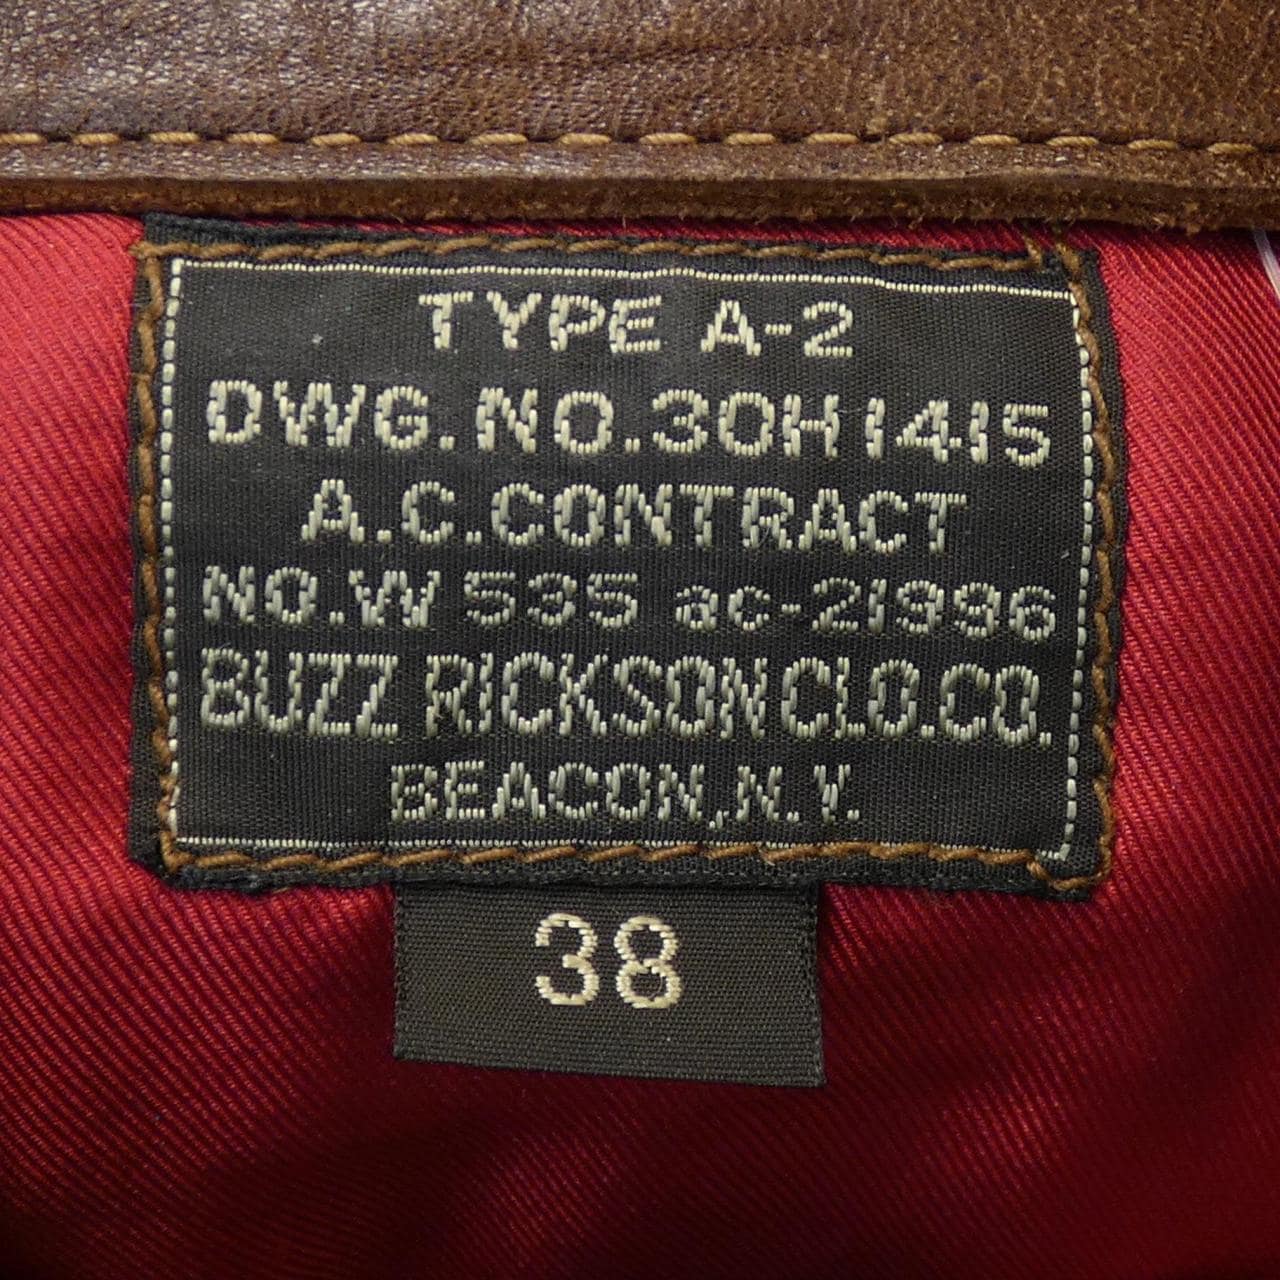 TYPE A-2
DWG.NO.30H1415
A.C.CONTRACT
NO.W 535 ac-21996
BUZZ RICKSON CLO.CO.
BEACON,N.Y.
38